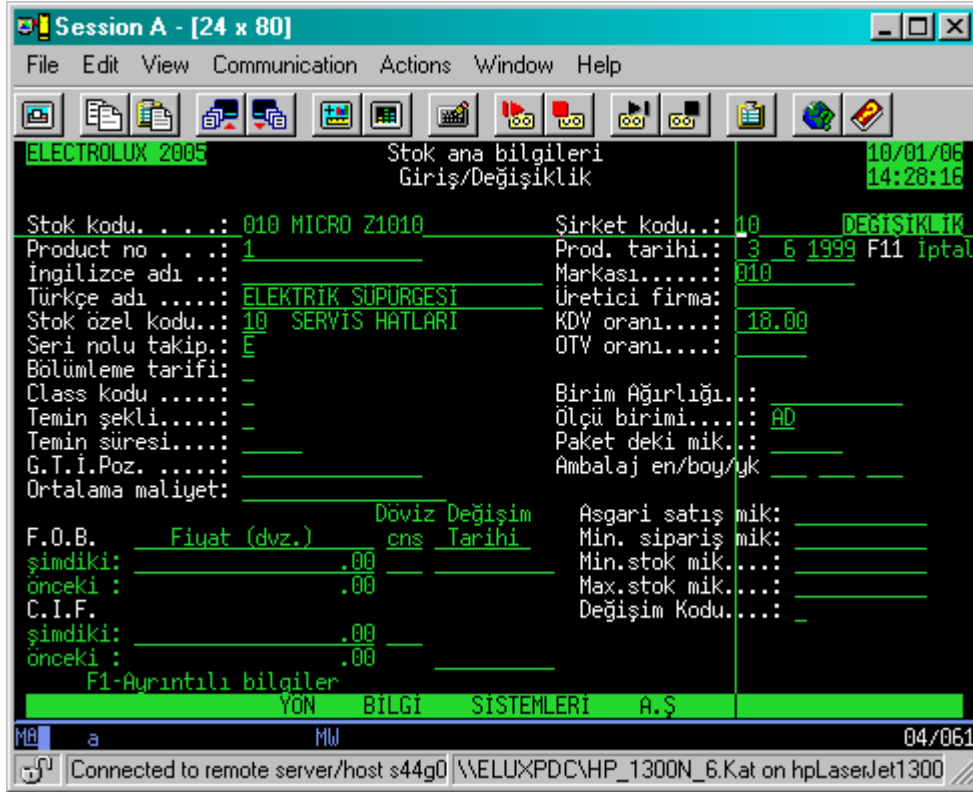 Session A - [24 x 80]
File Edit View Communication Actions Window Help
ELECTROLUX 2005 Stok ana bilgileri 10/01/06
Giriş/Değişiklik 14:28:16
Stok kodu. . . .: 010 MICRO Z1010 Şirket kodu..: 10 DEĞİŞİKLİK
Product no . . .: 1 Prod. tarihi.: 3 6 1999 F11 İptal
İngilizce adı ..: Markası......: 010
Türkçe adı .....: ELEKTRİK SÜPÜRGESİ Üretici firma:
Stok özel kodu..: 10 SERVİS HATLARI KDV oranı....: 18.00
Seri nolu takip.: E OTV oranı....:
Bölümleme tarifi:
Class kodu .....: Birim Ağırlığı..:
Temin şekli.....: Ölçü birimi.....: AD
Temin süresi....: Paket deki mik..:
G.T.İ.Poz. .....: Ambalaj en/boy/yk
Ortalama maliyet:
Döviz Değişim Asgari satış mik:
F.O.B. Fiyat (dvz.) cns Tarihi Min. sipariş mik:
şimdiki: .00 Min.stok mik....:
önceki : .00 Max.stok mik....:
C.I.F. Değişim Kodu....:
şimdiki: .00
önceki : .00
F1-Ayrıntılı bilgiler
YÖN BİLGİ SİSTEMLERİ A.Ş
MA a MW 04/061
Connected to remote server/host s44g0 \\ELUXPDC\HP_1300N_6.Kat on hpLaserJet1300